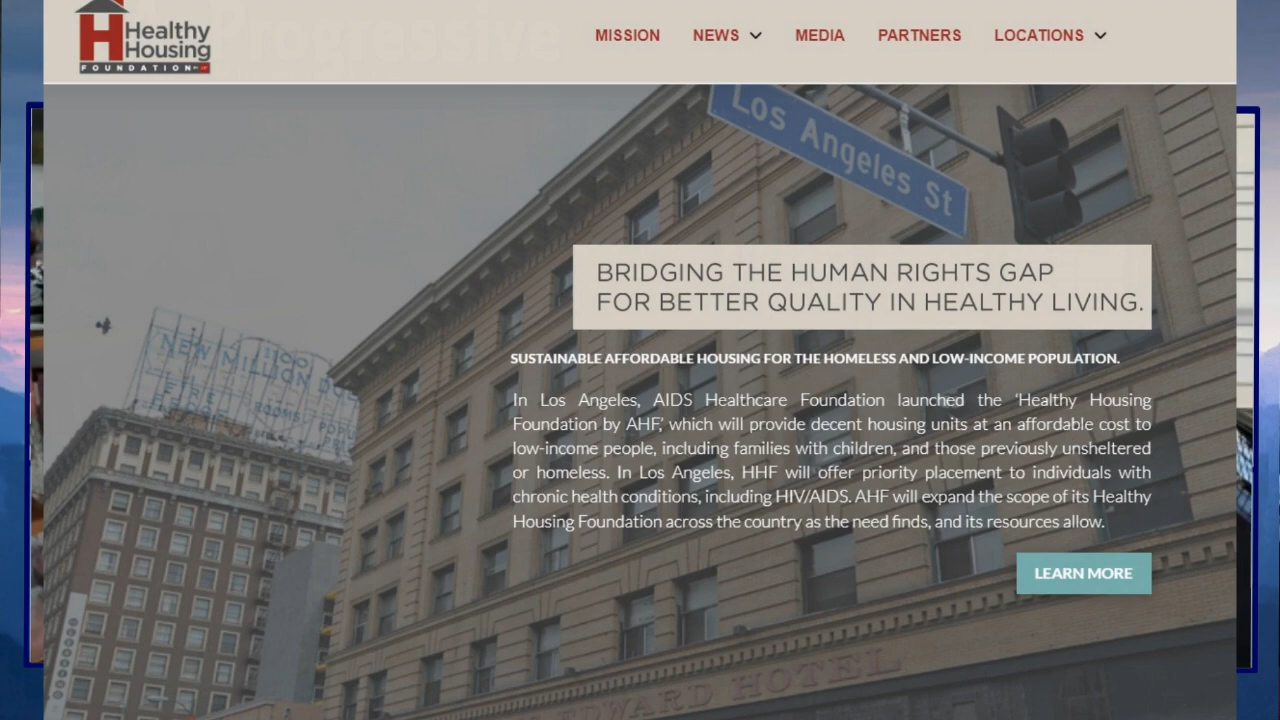 Progressive
Healthy
Housing
FOUNDATION
MISSION NEWS MEDIA PARTNERS LOCATIONS
Los Angeles St
BRIDGING THE HUMAN RIGHTS GAP
FOR BETTER QUALITY IN HEALTHY LIVING.
NEW MILLION DO
ROOMS
SUSTAINABLE AFFORDABLE HOUSING FOR THE HOMELESS AND LOW-INCOME POPULATION.
In Los Angeles, AIDS Healthcare Foundation launched the ‘Healthy Housing
Foundation by AHF,’ which will provide decent housing units at an affordable cost to
low-income people, including families with children, and those previously unsheltered
or homeless. In Los Angeles, HHF will offer priority placement to individuals with
chronic health conditions, including HIV/AIDS. AHF will expand the scope of its Healthy
Housing Foundation across the country as the need finds, and its resources allow.
LEARN MORE
EDWARD HOTEL